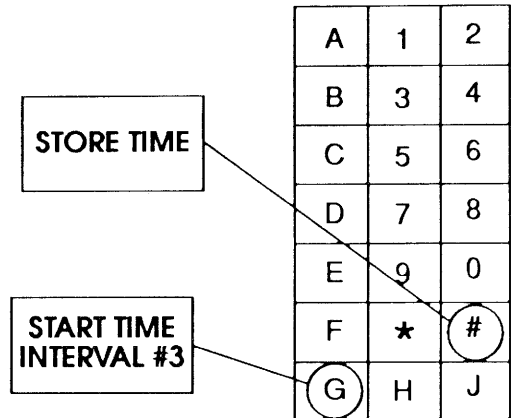 A 1 2
B 3 4
STORE TIME
C 5 6
D 7 8
E 9 0
START TIME
INTERVAL #3
F * #
G H J